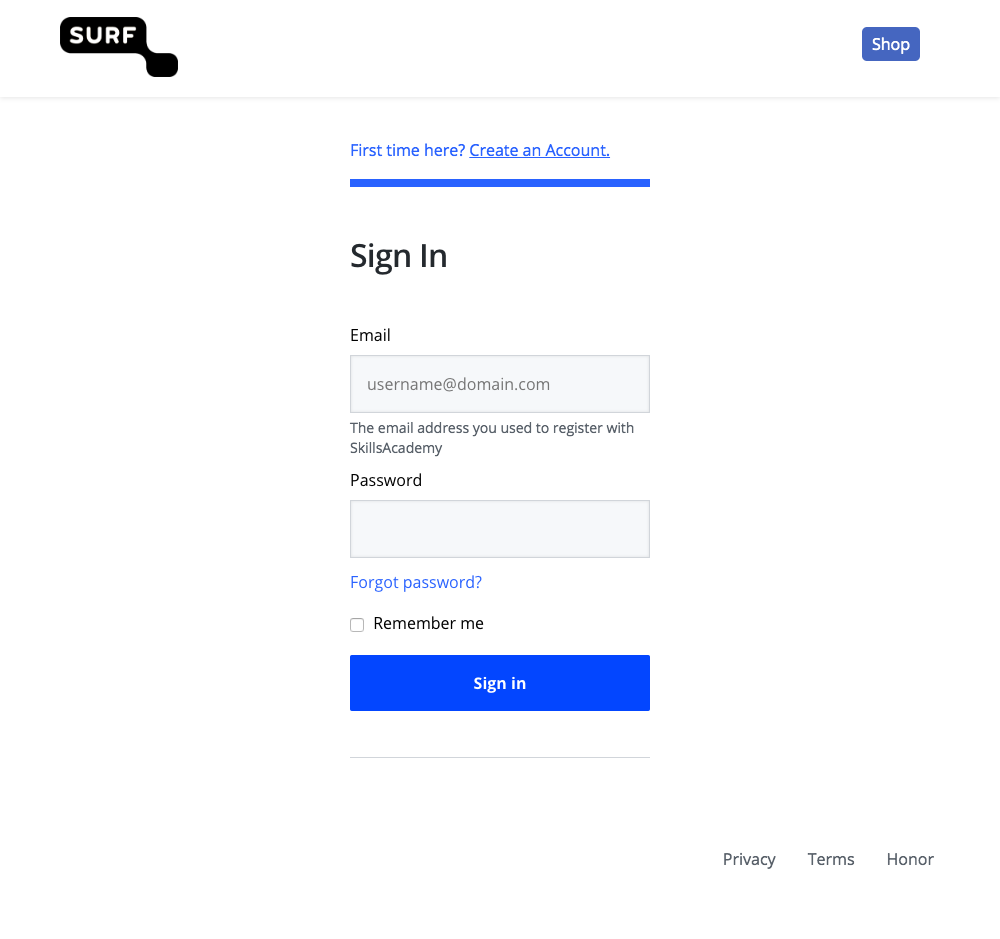 SURF
Shop
First time here? Create an Account.
Sign In
Email
username@domain.com
The email address you used to register with
SkillsAcademy
Password
Forgot password?
Remember me
Sign in
Privacy Terms Honor